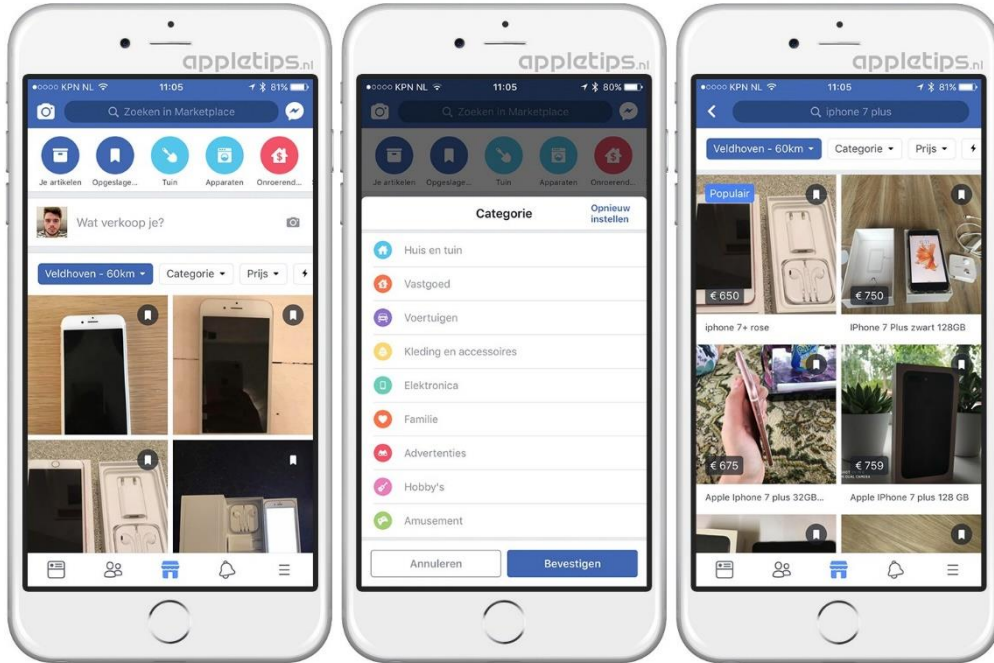 appletips.nl
KPN NL 11:05 81%
Zoeken in Marketplace
Je artikelen Opgeslage... Tuin Apparaten Onroerend...
Wat verkoop je?
Veldhoven - 60km Categorie Prijs
appletips.nl
KPN NL 11:05 80%
Zoeken in Marketplace
Je artikelen Opgeslage... Tuin Apparaten Onroerend...
Categorie
Opnieuw
instellen
Huis en tuin
Vastgoed
Voertuigen
Kleding en accessoires
Elektronica
Familie
Advertenties
Hobby's
Amusement
Annuleren Bevestigen
appletips.nl
KPN NL 11:05 81%
iphone 7 plus
Veldhoven - 60km Categorie Prijs
Populair
€ 650 € 750
iphone 7+ rose IPhone 7 Plus zwart 128GB
€ 675 € 759
Apple Iphone 7 plus 32GB... Apple IPhone 7 plus 128 GB